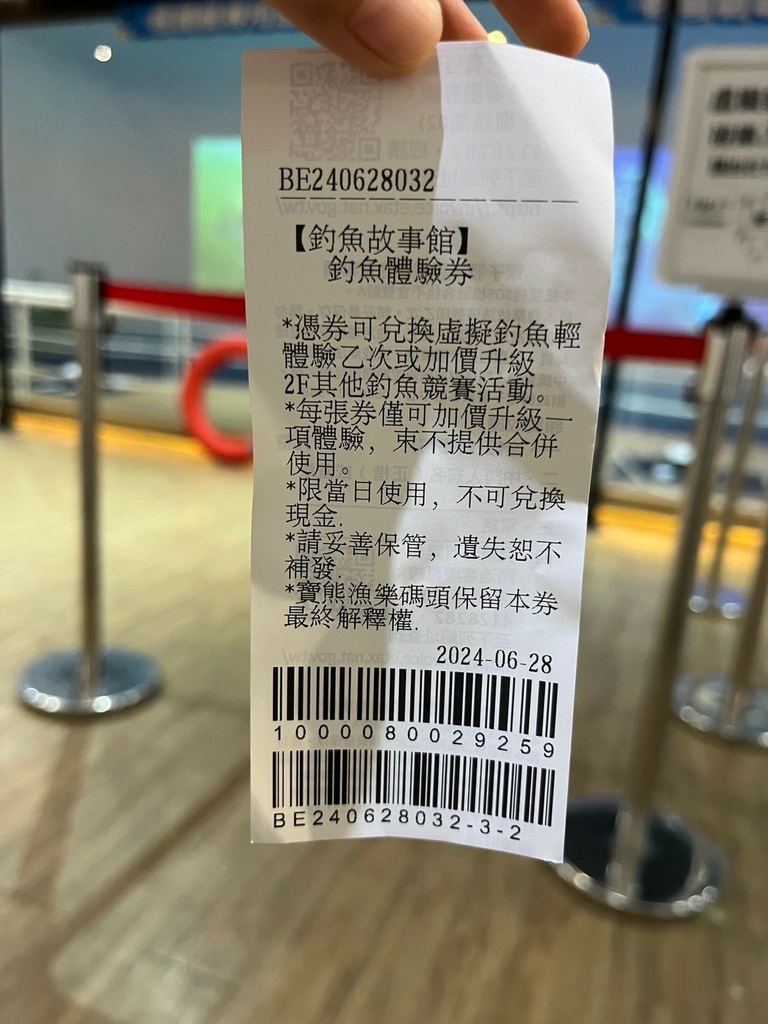 BE240628032
【釣魚故事館】
釣魚體驗券
*憑券可兌換虛擬釣魚輕
體驗乙次或加價升級
2F其他釣魚競賽活動。
*每張券僅可加價升級一
項體驗，束不提供合併
使用。
*限當日使用，不可兌換
現金.
*請妥善保管，遺失恕不
補發.
*寶熊漁樂碼頭保留本券
最終解釋權.
2024-06-28
1000080029259
BE240628032-3-2